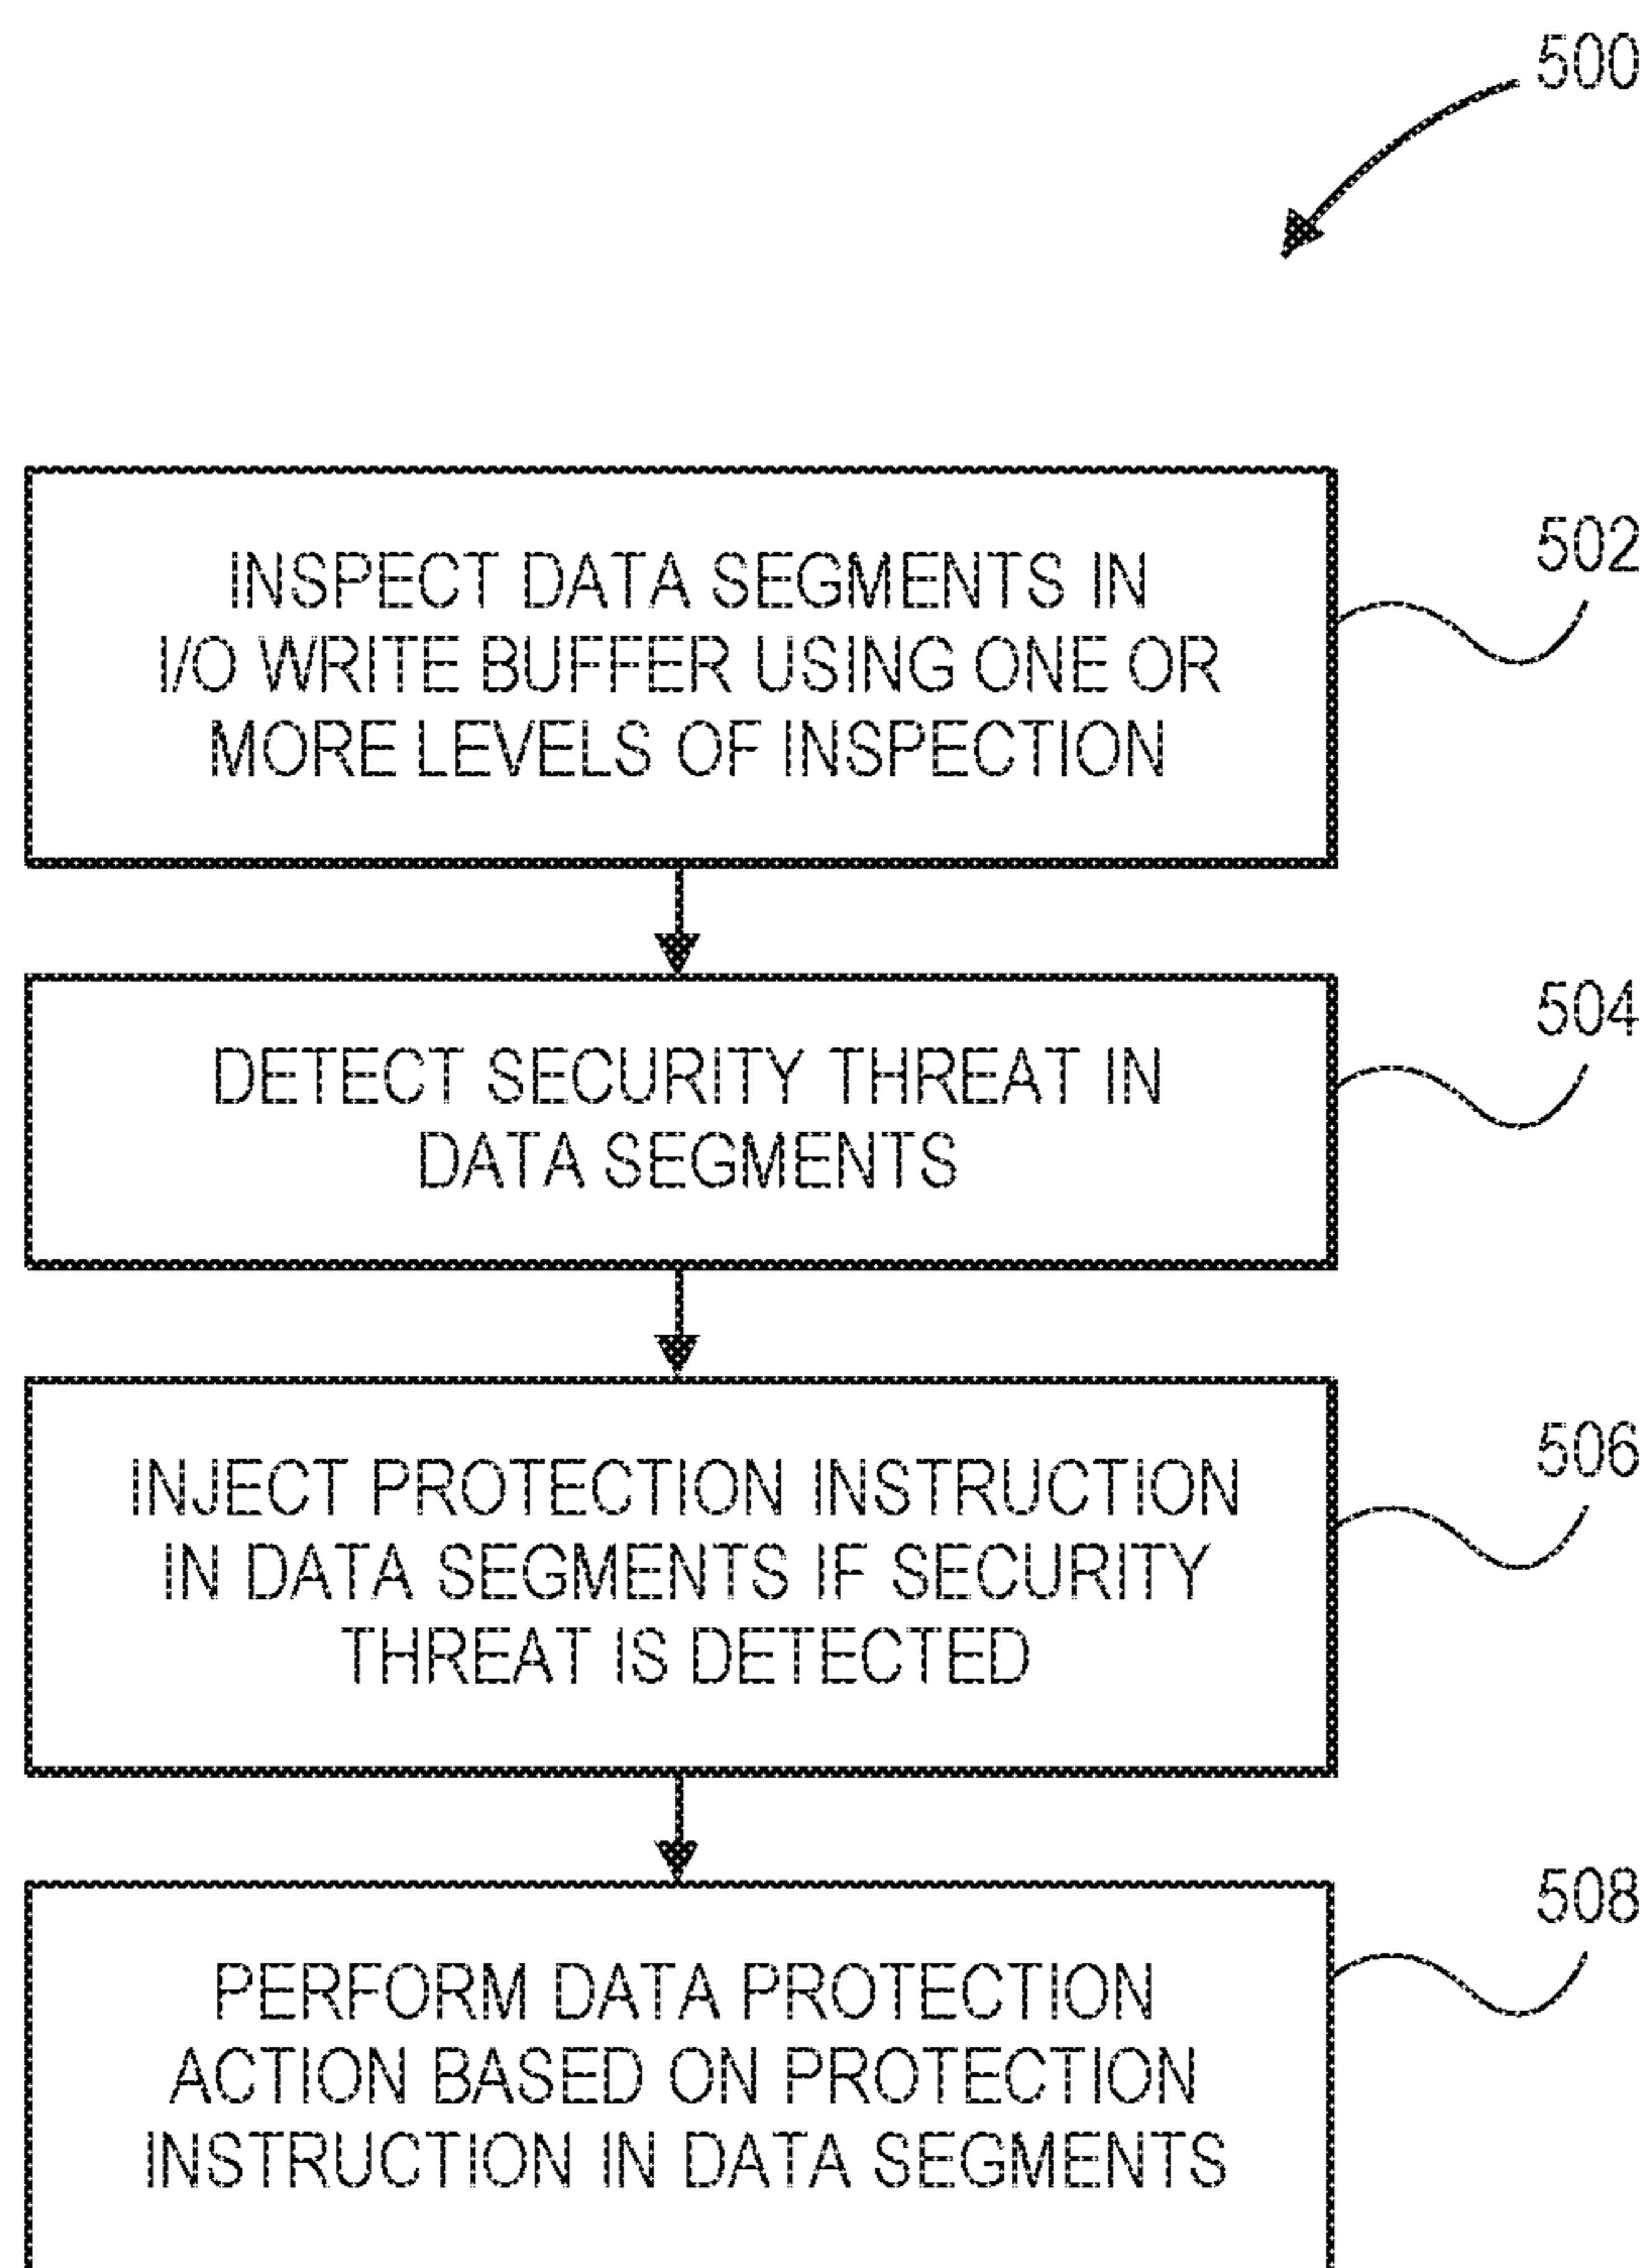 500
INSPECT DATA SEGMENTS IN
I/O WRITE BUFFER USING ONE OR
MORE LEVELS OF INSPECTION
502
DETECT SECURITY THREAT IN
DATA SEGMENTS
504
INJECT PROTECTION INSTRUCTION
IN DATA SEGMENTS IF SECURITY
THREAT IS DETECTED
506
PERFORM DATA PROTECTION
ACTION BASED ON PROTECTION
INSTRUCTION IN DATA SEGMENTS
508